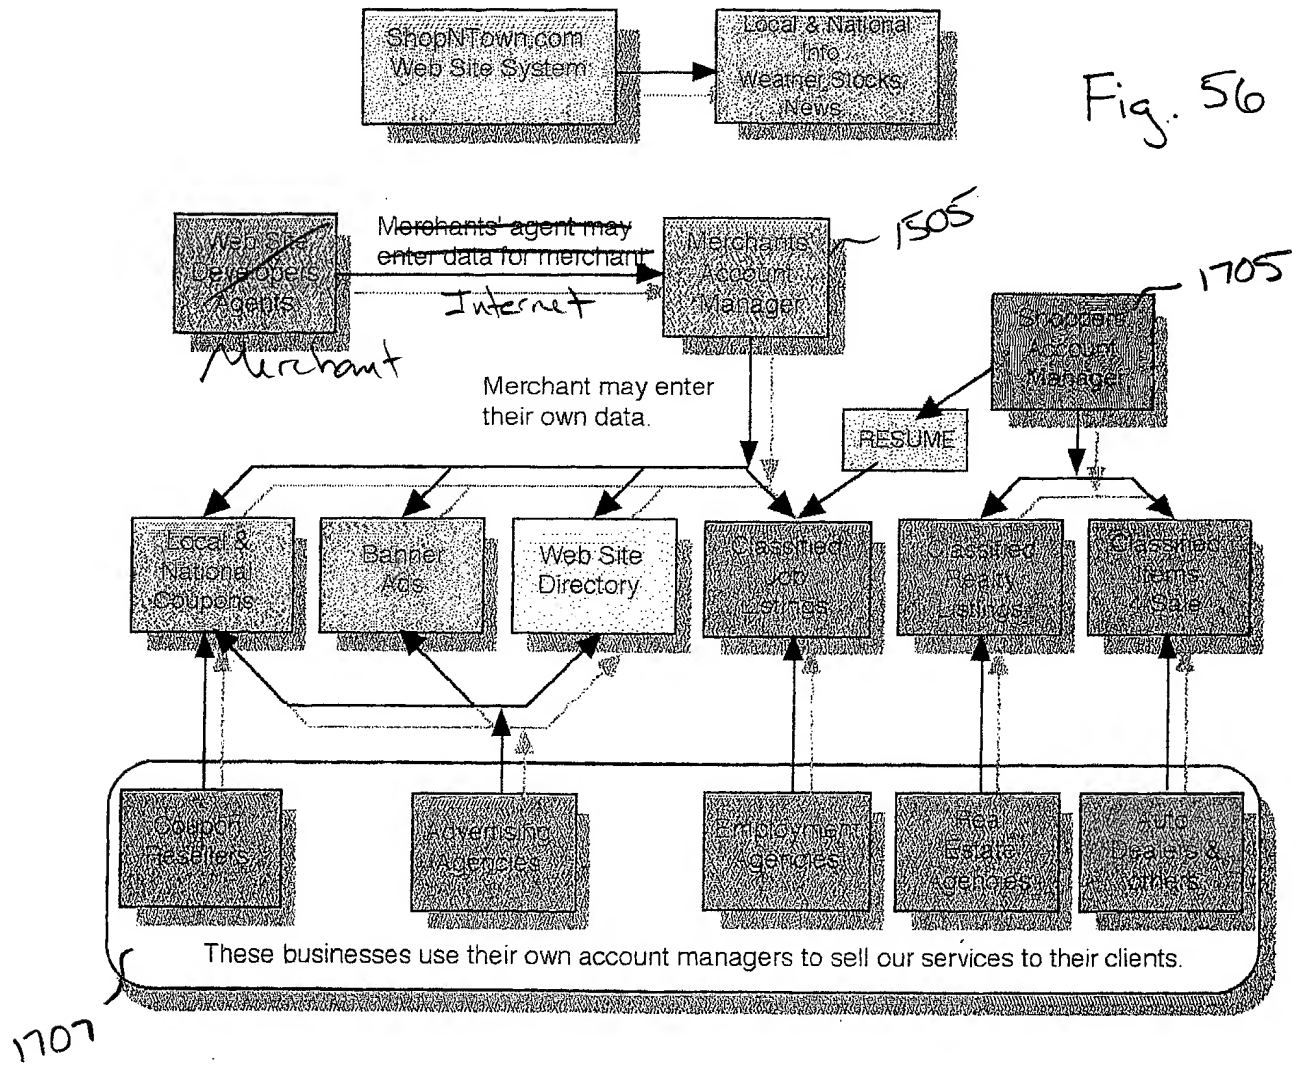 ShopNTown.com
Web Site System
Local & National
Info
Weather, Stocks,
News
Fig. 56
Web Site
Developers
Agents
Merchant
Merchants' agent may
enter data for merchant
Internet
Merchants'
Account
Manager
1505
1705
Shoppers
Account
Manager
Merchant may enter
their own data.
RESUME
Local &
National
Coupons
Banner
Ads
Web Site
Directory
Classified
Job
Listings
Classified
Realty
Listings
Classified
Items
Sale
Coupon
Resellers
Advertising
Agencies
Employment
Agencies
Real
Estate
Agencies
Auto
Dealers &
others
These businesses use their own account managers to sell our services to their clients.
1707